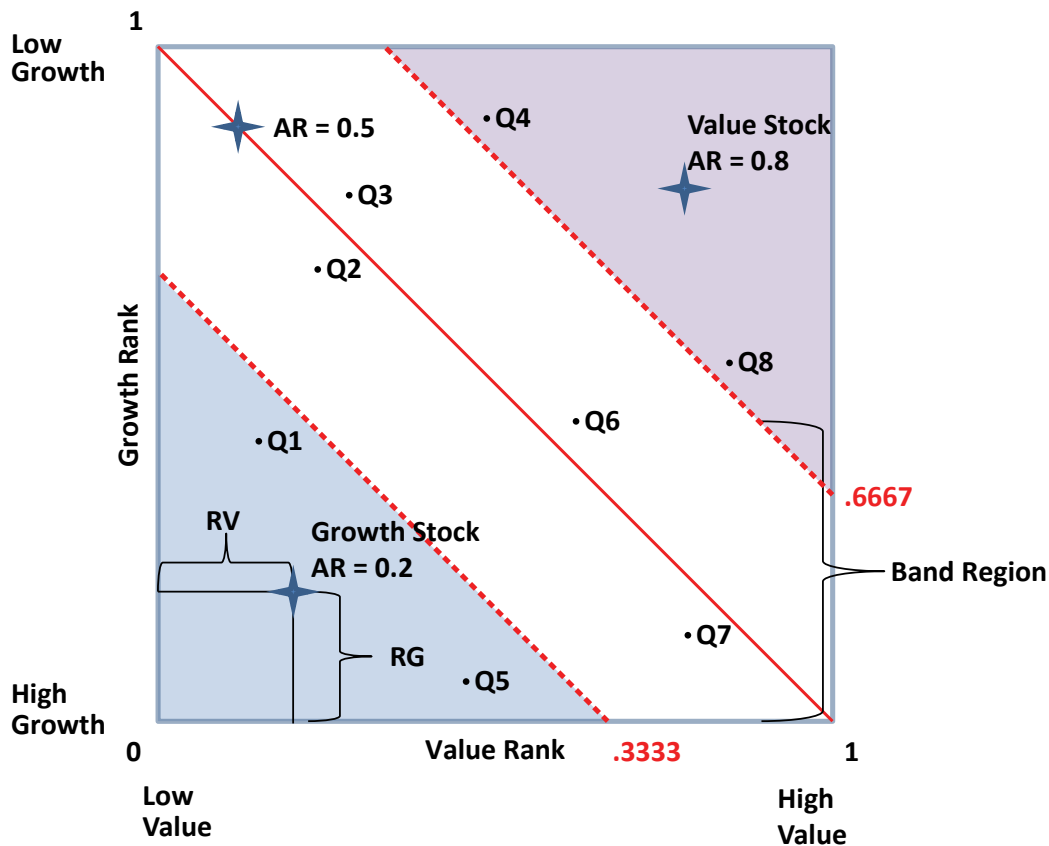 1
Low
Growth
AR = 0.5
Q4
Value Stock
AR = 0.8
Q3
Q2
Growth Rank
Q8
Q6
Q1
.6667
RV
Growth Stock
AR = 0.2
Band Region
Q7
RG
Q5
High
Growth
0
Value Rank
.3333
1
Low
Value
High
Value